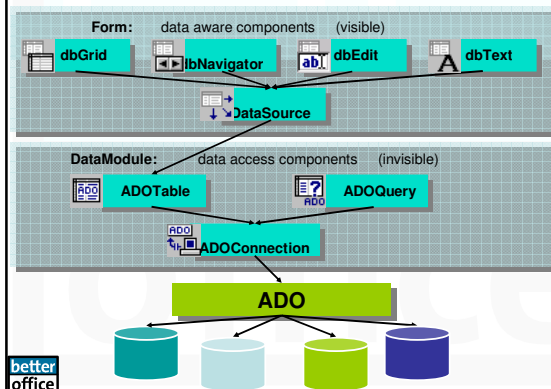 Form: data aware components (visible)
dbGrid
dbNavigator
dbEdit
dbText
DataSource
DataModule: data access components (invisible)
ADOTable
ADOQuery
ADOConnection
ADO
better
office